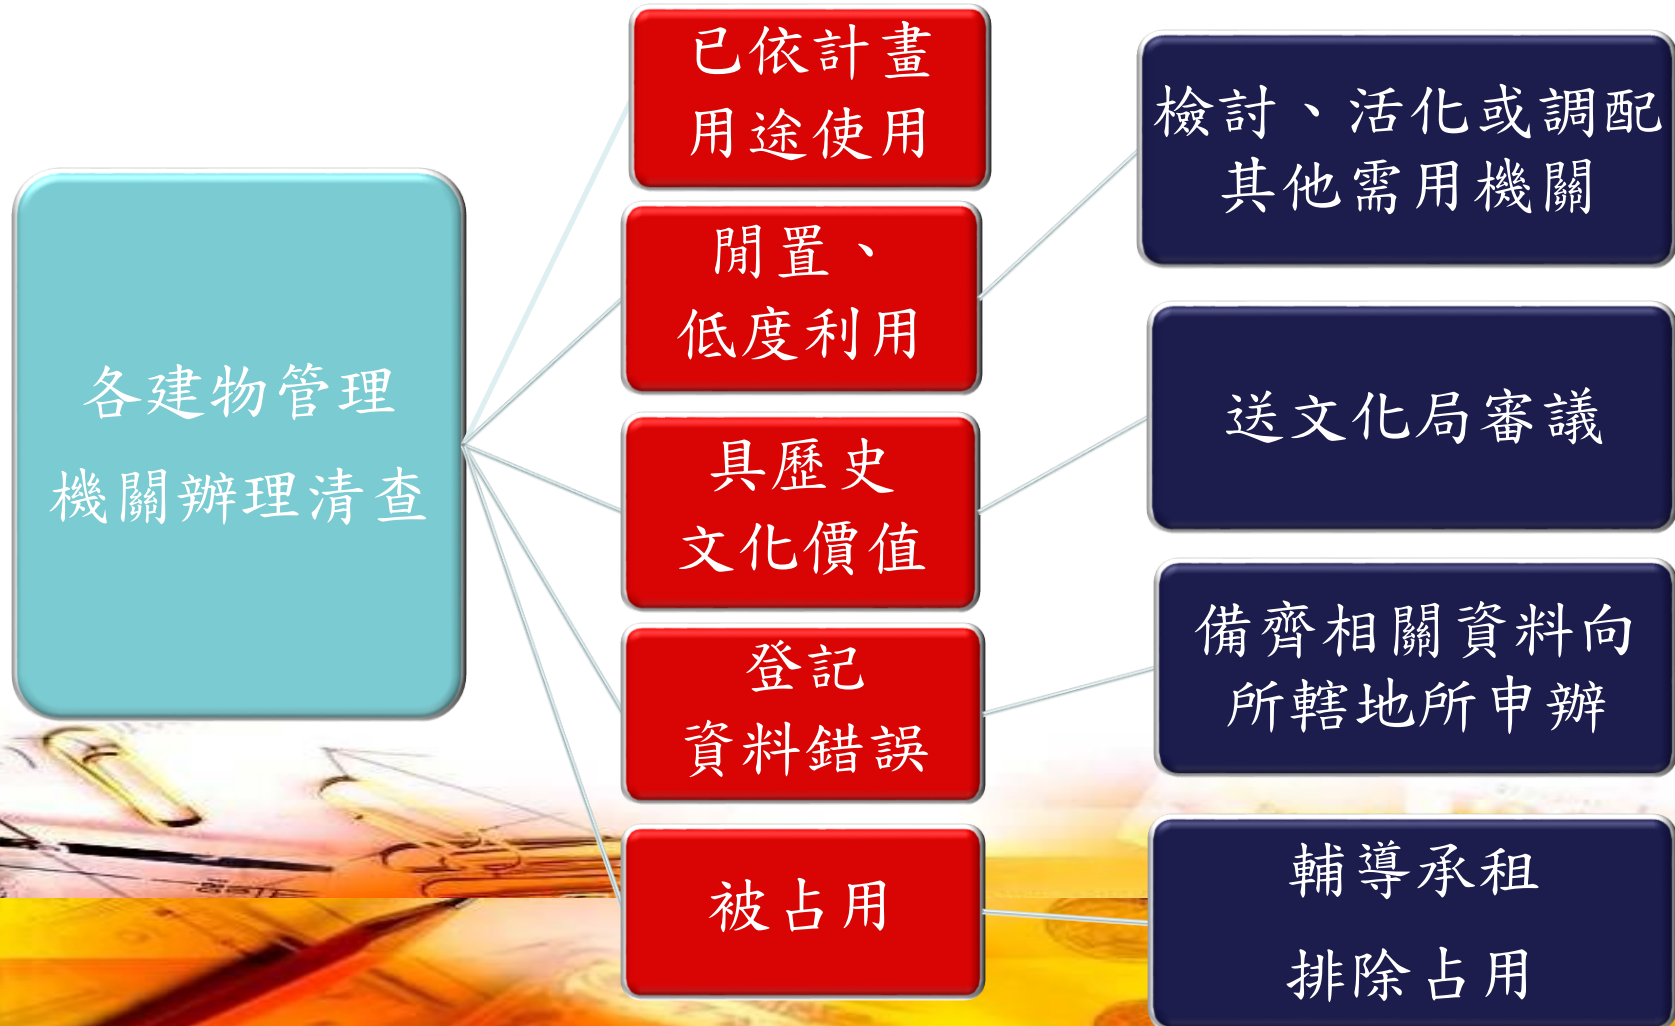 各建物管理
機關辦理清查
已依計畫
用途使用
閒置、
低度利用
具歷史
文化價值
登記
資料錯誤
被占用
檢討、活化或調配
其他需用機關
送文化局審議
備齊相關資料向
所轄地所申辦
輔導承租
排除占用